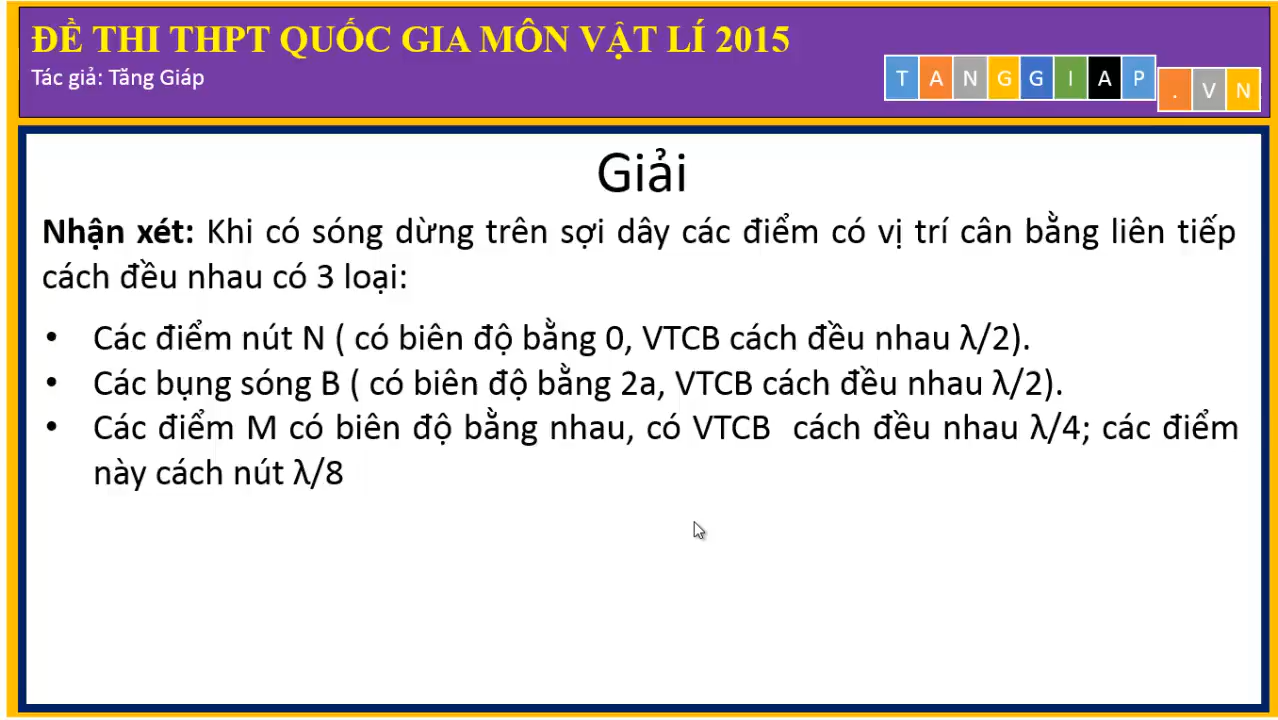 ĐỀ THI THPT QUỐC GIA MÔN VẬT LÍ 2015
Tác giả: Tăng Giáp
TANGGIAP.VN
Giải
Nhận xét: Khi có sóng dừng trên sợi dây các điểm có vị trí cân bằng liên tiếp
cách đều nhau có 3 loại:
• Các điểm nút N ( có biên độ bằng 0, VTCB cách đều nhau λ/2).
• Các bụng sóng B ( có biên độ bằng 2a, VTCB cách đều nhau λ/2).
• Các điểm M có biên độ bằng nhau, có VTCB cách đều nhau λ/4; các điểm
này cách nút λ/8